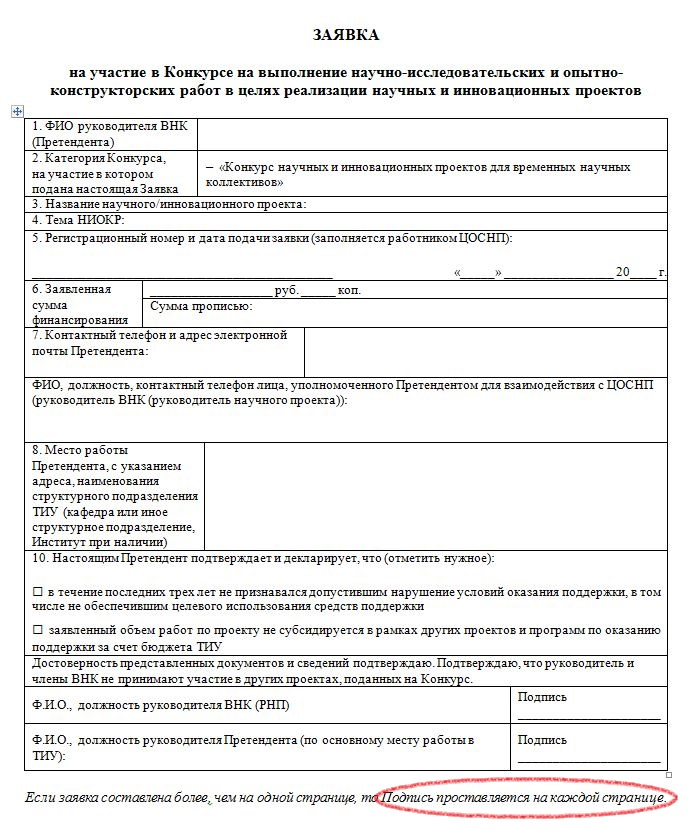 ЗАЯВКА
на участие в Конкурсе на выполнение научно-исследовательских и опытно-
конструкторских работ в целях реализации научных и инновационных проектов
1. ФИО руководителя ВНК
(Претендента)
2. Категория Конкурса,
на участие в котором
подана настоящая Заявка
– «Конкурс научных и инновационных проектов для временных научных
коллективов»
3. Название научного/инновационного проекта:
4. Тема НИОКР:
5. Регистрационный номер и дата подачи заявки (заполняется работником ЦОСНП):
_______________________________________ «_____» ________________ 20____ г.
6. Заявленная
сумма
финансирования
__________________ руб. _____ коп.
Сумма прописью:
7. Контактный телефон и адрес электронной
почты Претендента:
ФИО, должность, контактный телефон лица, уполномоченного Претендентом для взаимодействия с ЦОСНП
(руководитель ВНК (руководитель научного проекта)):
8. Место работы
Претендента, с указанием
адреса, наименования
структурного подразделения
ТИУ (кафедра или иное
структурное подразделение,
Институт при наличии)
10. Настоящим Претендент подтверждает и декларирует, что (отметить нужное):
☐ в течение последних трех лет не признавался допустившим нарушение условий оказания поддержки, в том
числе не обеспечившим целевого использования средств поддержки
☐ заявленный объем работ по проекту не субсидируется в рамках других проектов и программ по оказанию
поддержки за счет бюджета ТИУ
Достоверность представленных документов и сведений подтверждаю. Подтверждаю, что руководитель и
члены ВНК не принимают участие в других проектах, поданных на Конкурс.
Ф.И.О., должность руководителя ВНК (РНП)
Подпись
____________________
Ф.И.О., должность руководителя Претендента (по основному месту работы в
ТИУ):
Подпись
____________________
Если заявка составлена более, чем на одной странице, то Подпись проставляется на каждой странице.